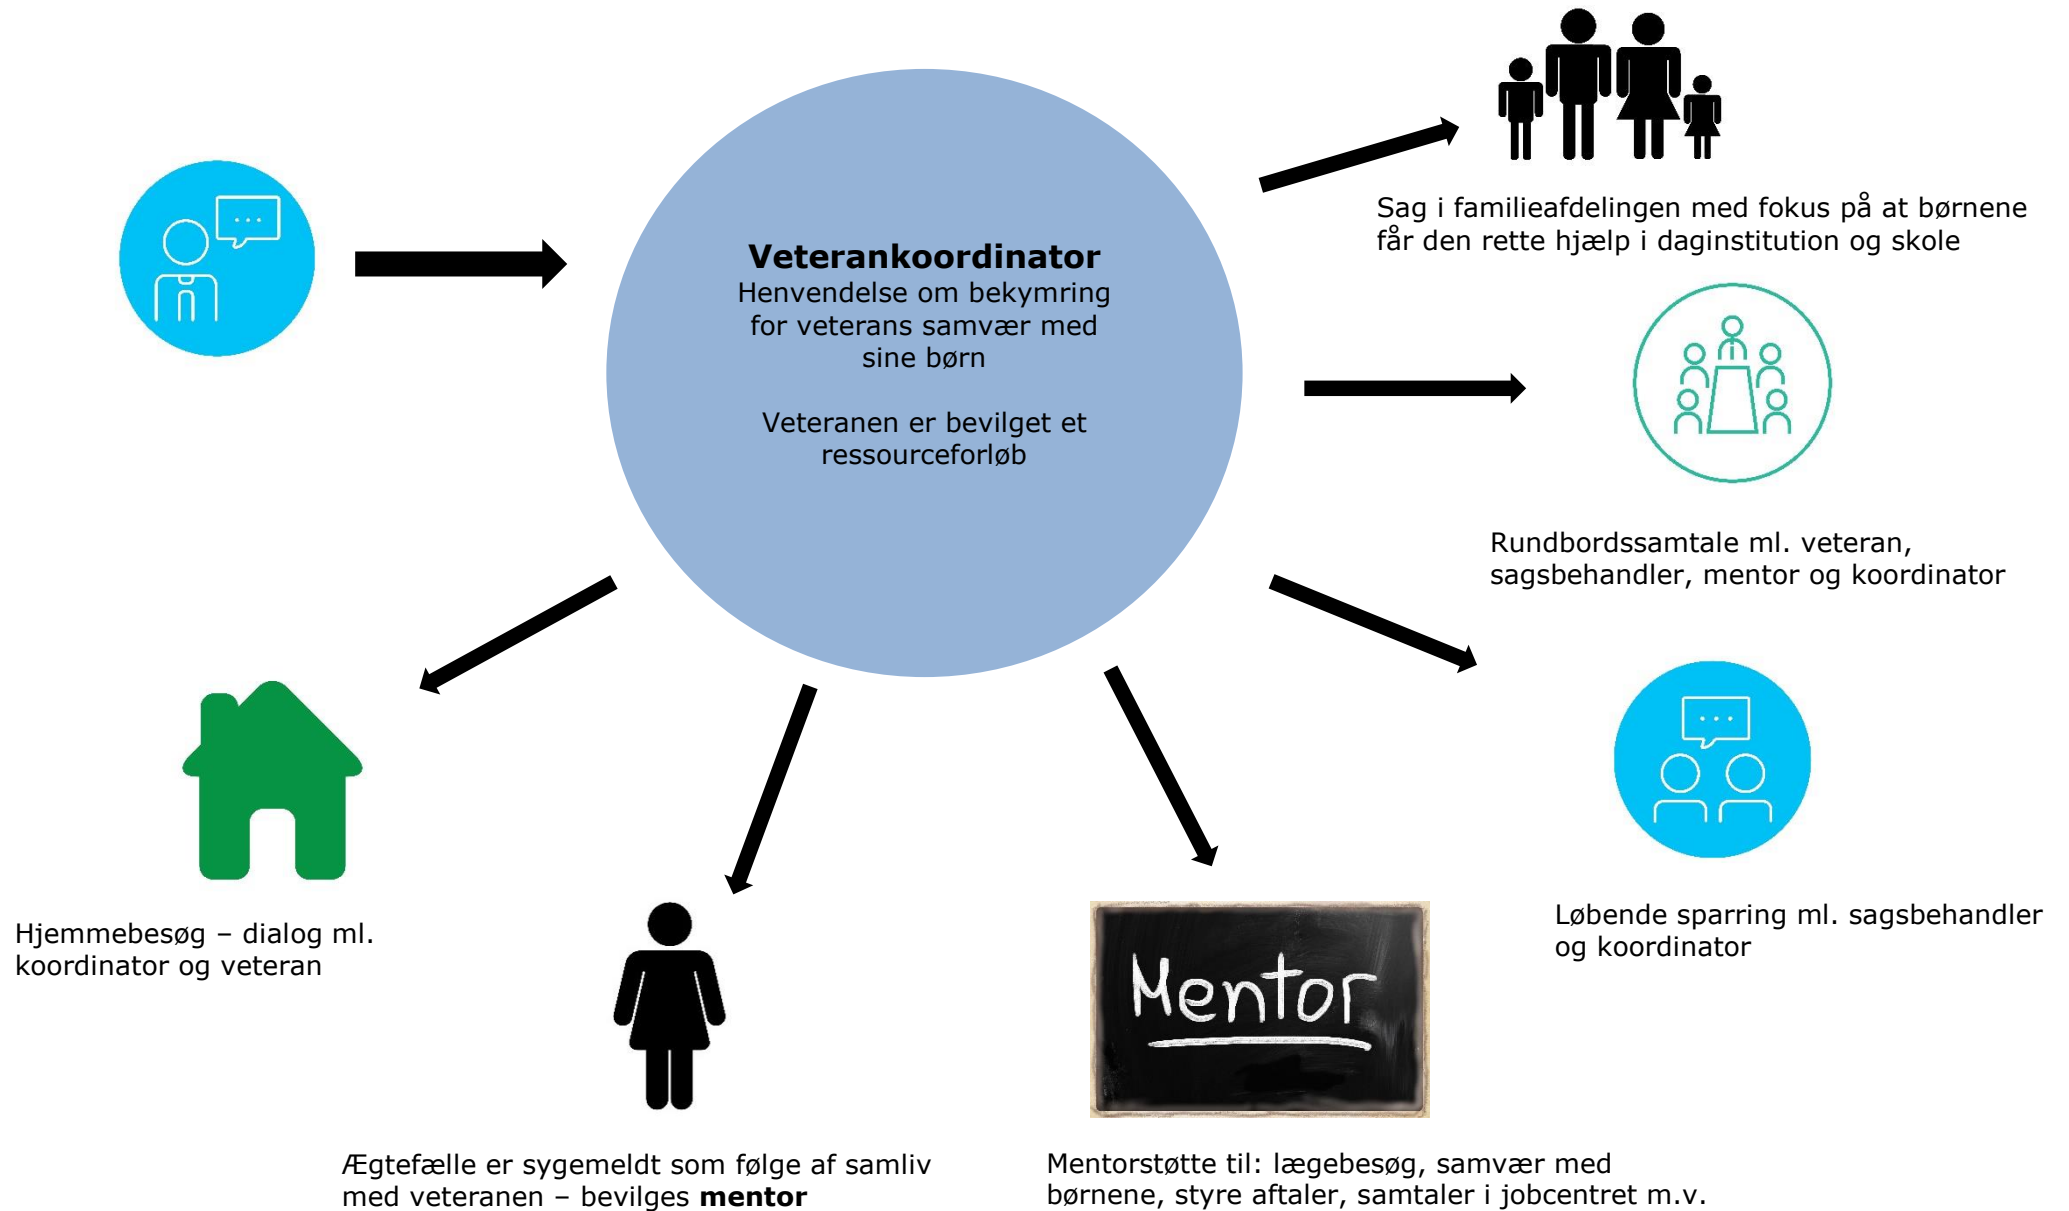 Veterankoordinator
Henvendelse om bekymring
for veterans samvær med
sine børn
Veteranen er bevilget et
ressourceforløb
Sag i familieafdelingen med fokus på at børnene
får den rette hjælp i daginstitution og skole
Rundbordssamtale ml. veteran,
sagsbehandler, mentor og koordinator
Løbende sparring ml. sagsbehandler
og koordinator
Mentor
Mentorstøtte til: lægebesøg, samvær med
børnene, styre aftaler, samtaler i jobcentret m.v.
Ægtefælle er sygemeldt som følge af samliv
med veteranen – bevilges mentor
Hjemmebesøg – dialog ml.
koordinator og veteran